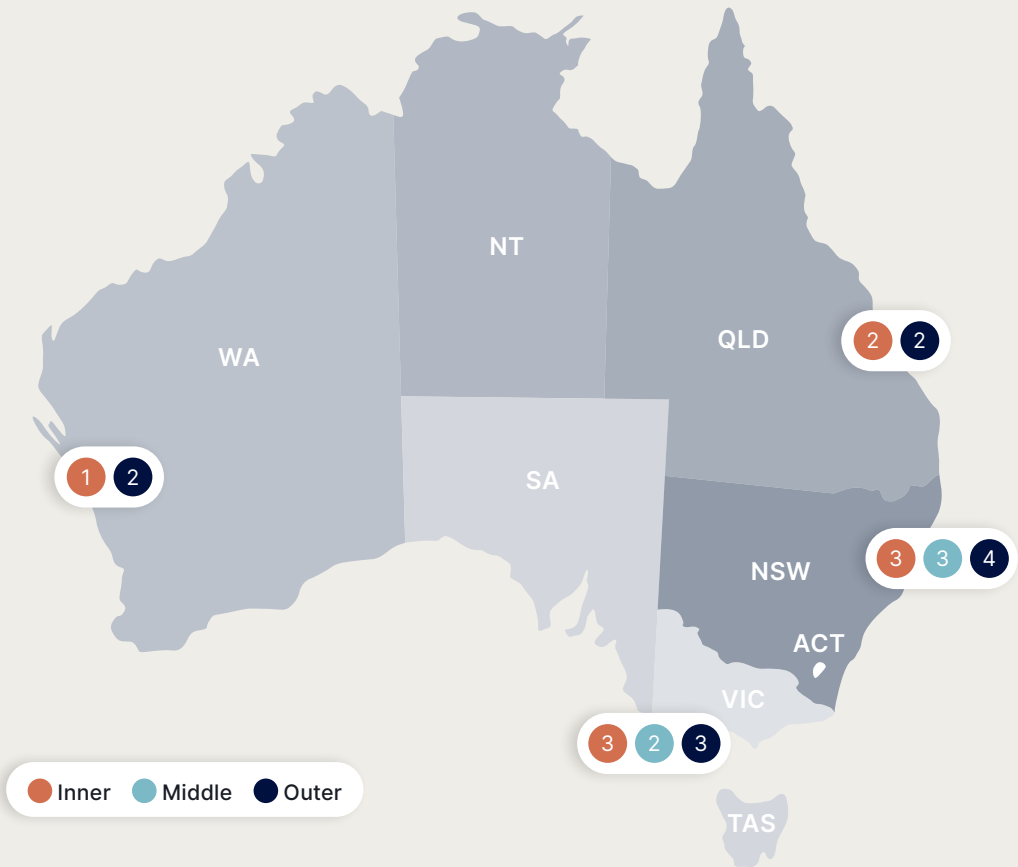 NT
QLD
2 2
WA
1 2
SA
3 3 4
NSW
ACT
VIC
3 2 3
Inner Middle Outer
TAS